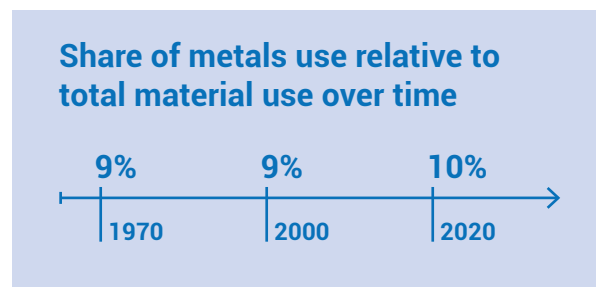 Share of metals use relative to
total material use over time
9% 9% 10%
1970 2000 2020